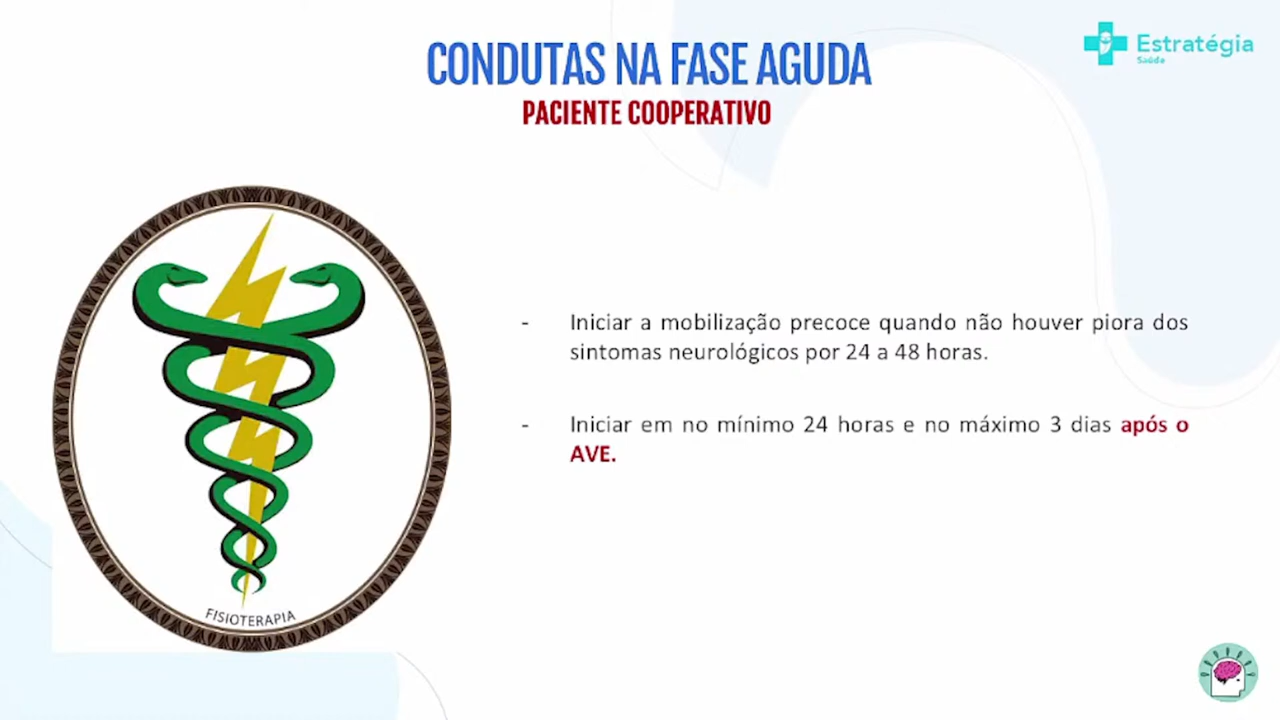 CONDUTAS NA FASE AGUDA
PACIENTE COOPERATIVO
Estratégia
Saúde
- Iniciar a mobilização precoce quando não houver piora dos
sintomas neurológicos por 24 a 48 horas.
- Iniciar em no mínimo 24 horas e no máximo 3 dias após o
AVE.
FISIOTERAPIA